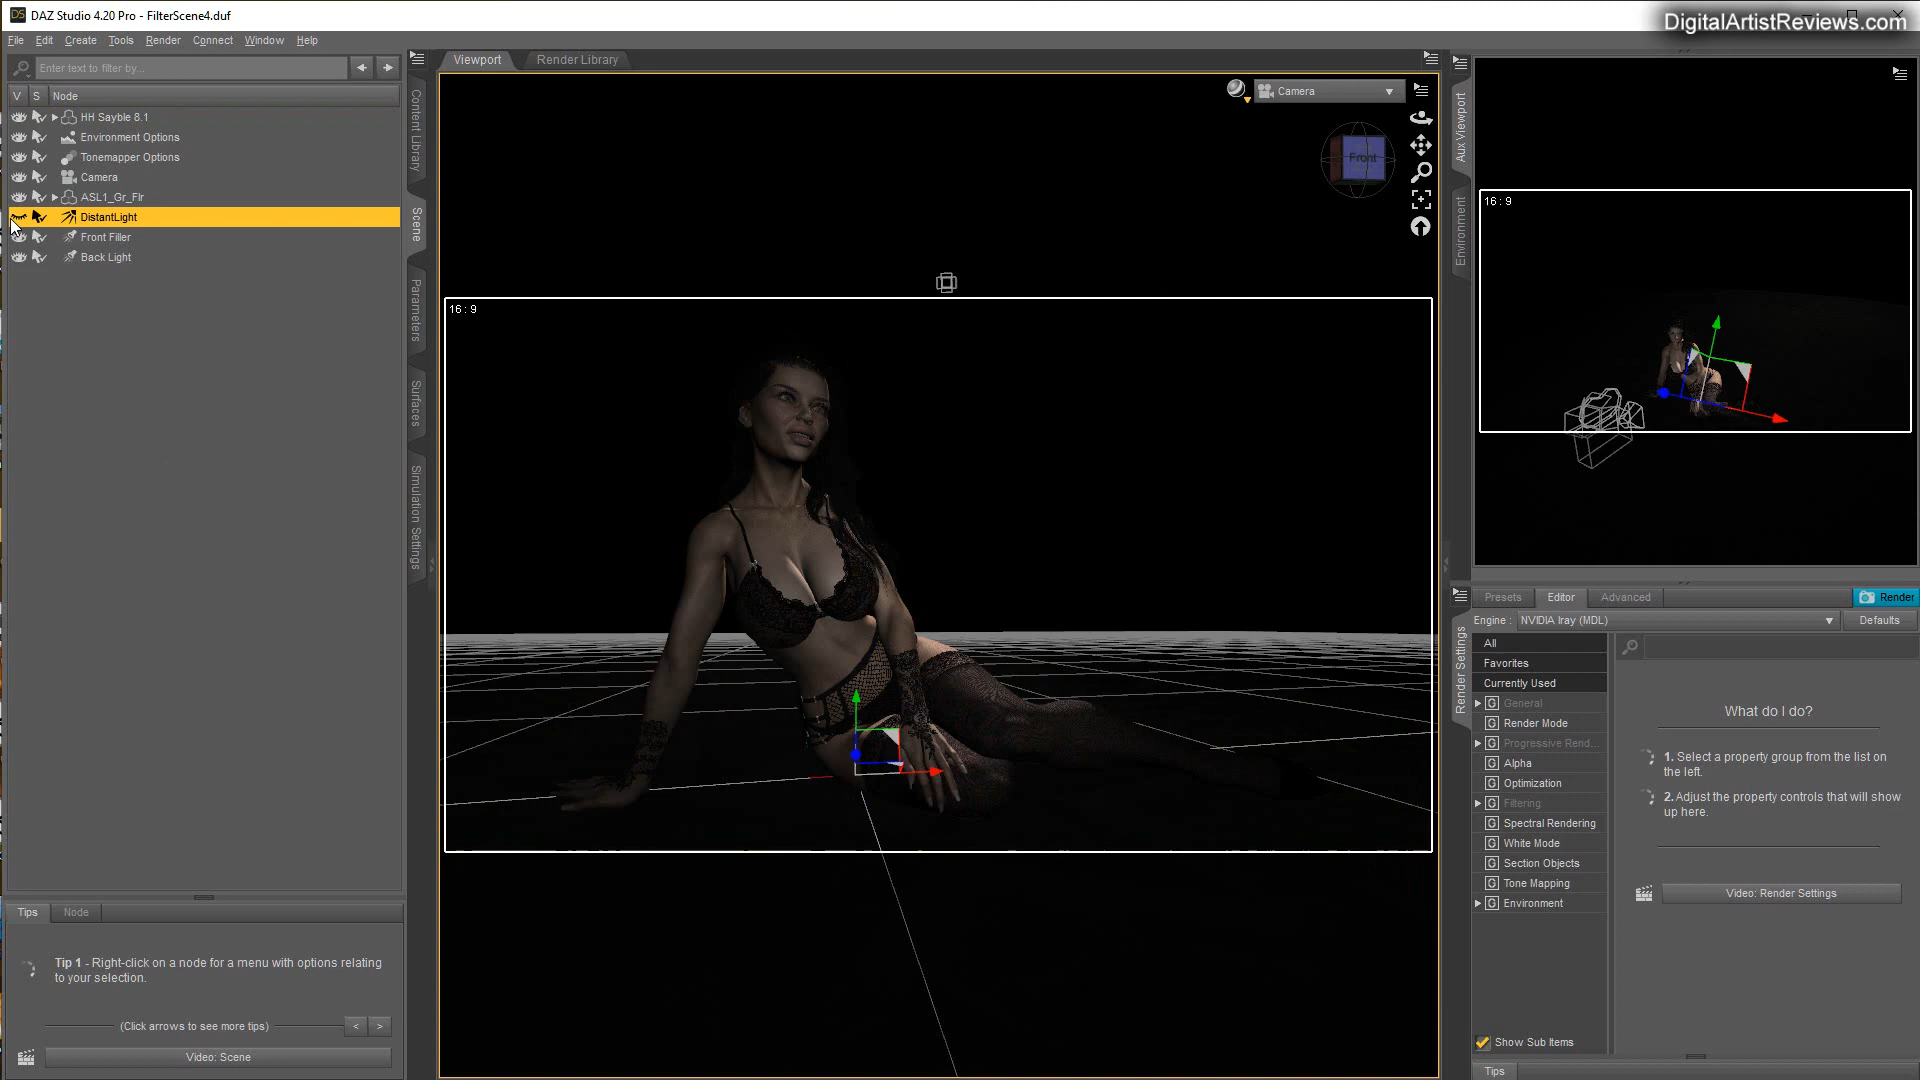 DAZ Studio 4.20 Pro - FilterScene4.duf
DigitalArtistReviews.com
File Edit Create Tools Render Connect Window Help
Enter text to filter by...
V S Node
HH Sayble 8.1
Environment Options
Tonemapper Options
Camera
ASL1_Gr_Flr
DistantLight
Front Filler
Back Light
Tips Node
Tip 1 - Right-click on a node for a menu with options relating
to your selection.
(Click arrows to see more tips)
< >
Video: Scene
Content Library
Scene
Parameters
Surfaces
Simulation Settings
Viewport Render Library
Camera
Front
16 : 9
Aux Viewport
Environment
16 : 9
Render Settings
Presets Editor Advanced Render
Engine : NVIDIA Iray (MDL) Defaults
All
Favorites
Currently Used
G General
G Render Mode
G Progressive Rend...
G Alpha
G Optimization
G Filtering
G Spectral Rendering
G White Mode
G Section Objects
G Tone Mapping
G Environment
Show Sub Items
What do I do?
1. Select a property group from the list on
the left.
2. Adjust the property controls that will show
up here.
Video: Render Settings
Tips